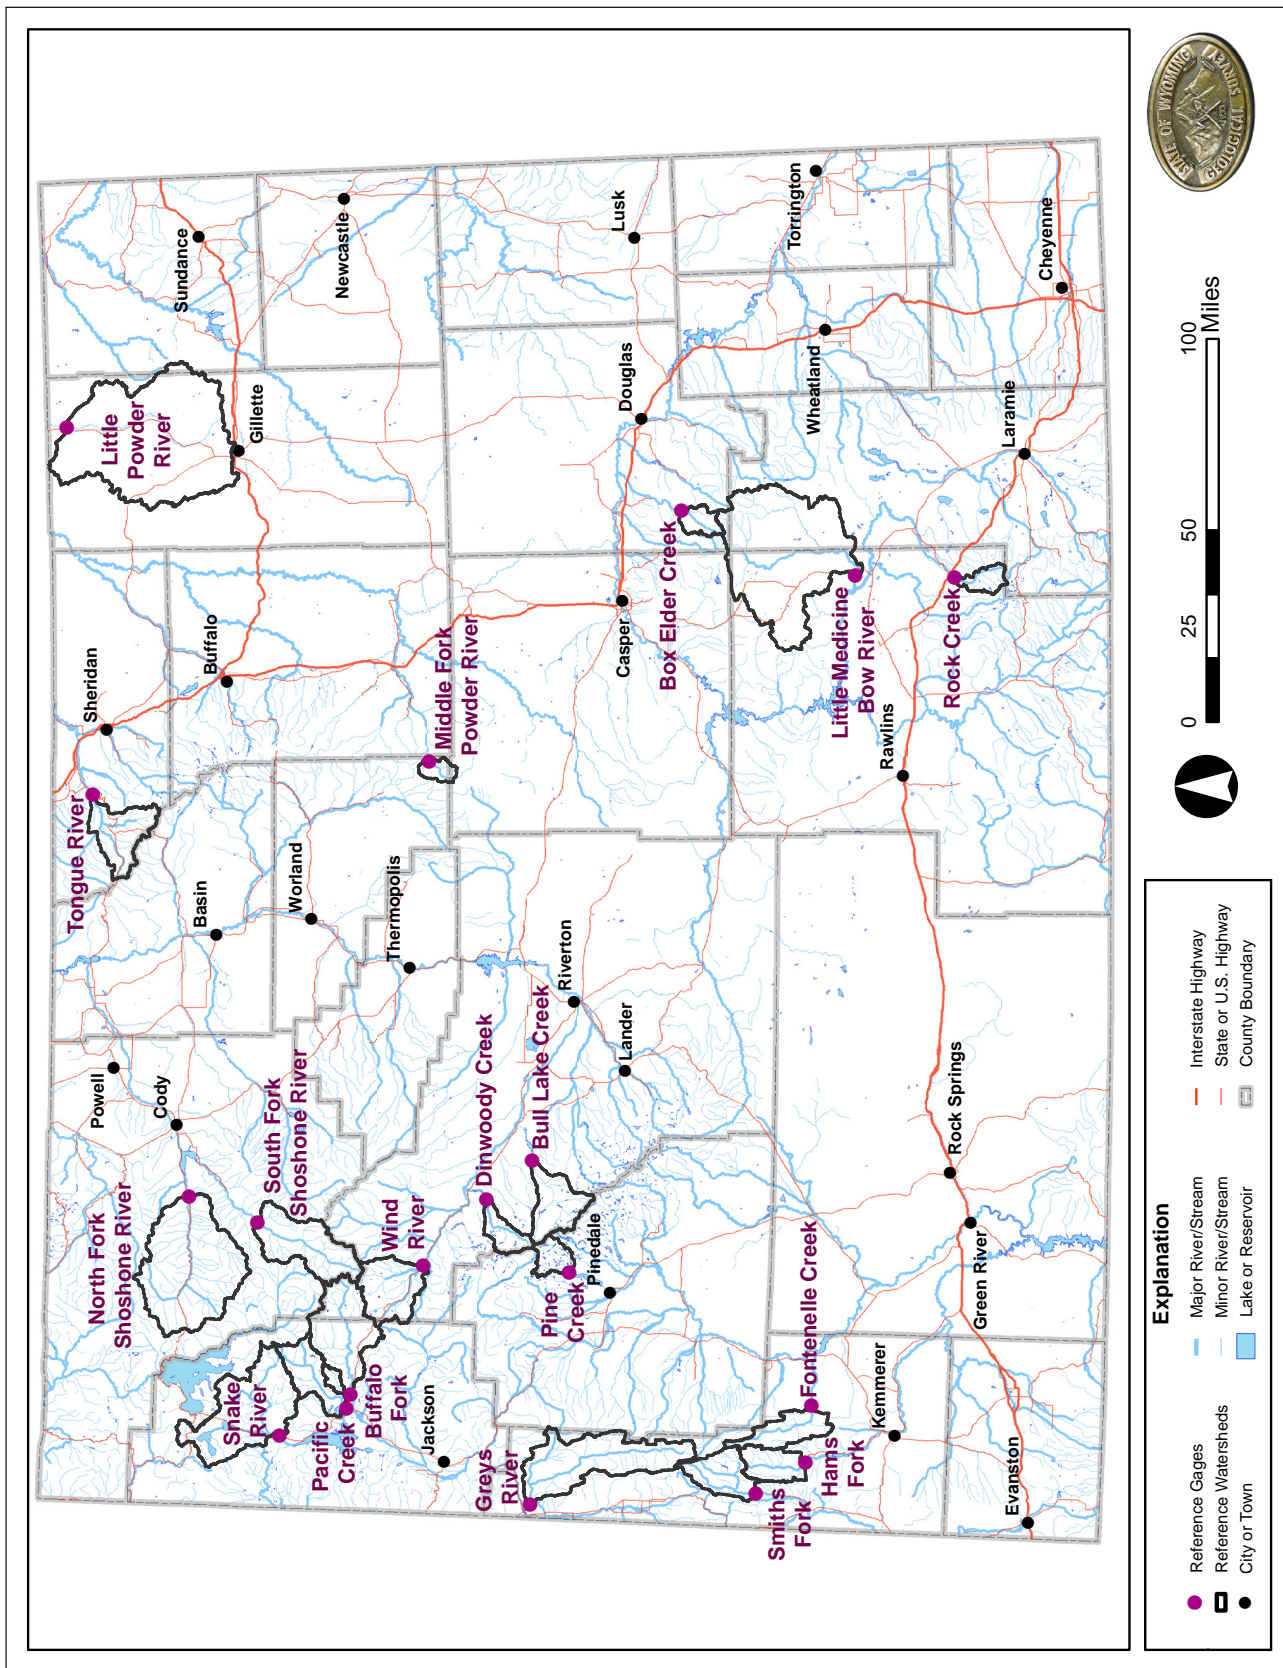 STATE OF WYOMING
1933
GEOLOGICAL SURVEY
North Fork
Shoshone River
Powell
Cody
South Fork
Shoshone River
Tongue River
Sheridan
Basin
Buffalo
Worland
Thermopolis
Little
Powder
River
Gillette
Sundance
Newcastle
Snake
River
Pacific
Creek
Buffalo
Fork
Jackson
Wind
River
Dinwoody Creek
Bull Lake Creek
Riverton
Lander
Middle Fork
Powder River
Greys
River
Pine
Creek
Pinedale
Casper
Box Elder Creek
Douglas
Lusk
Torrington
Wheatland
Smiths
Fork
Hams
Fork
Fontenelle Creek
Kemmerer
Little Medicine
Bow River
Rock Creek
Rawlins
Rock Springs
Green River
Evanston
Laramie
Cheyenne
Explanation
Reference Gages
Reference Watersheds
City or Town
Major River/Stream
Minor River/Stream
Lake or Reservoir
Interstate Highway
State or U.S. Highway
County Boundary
0
25
50
100
Miles